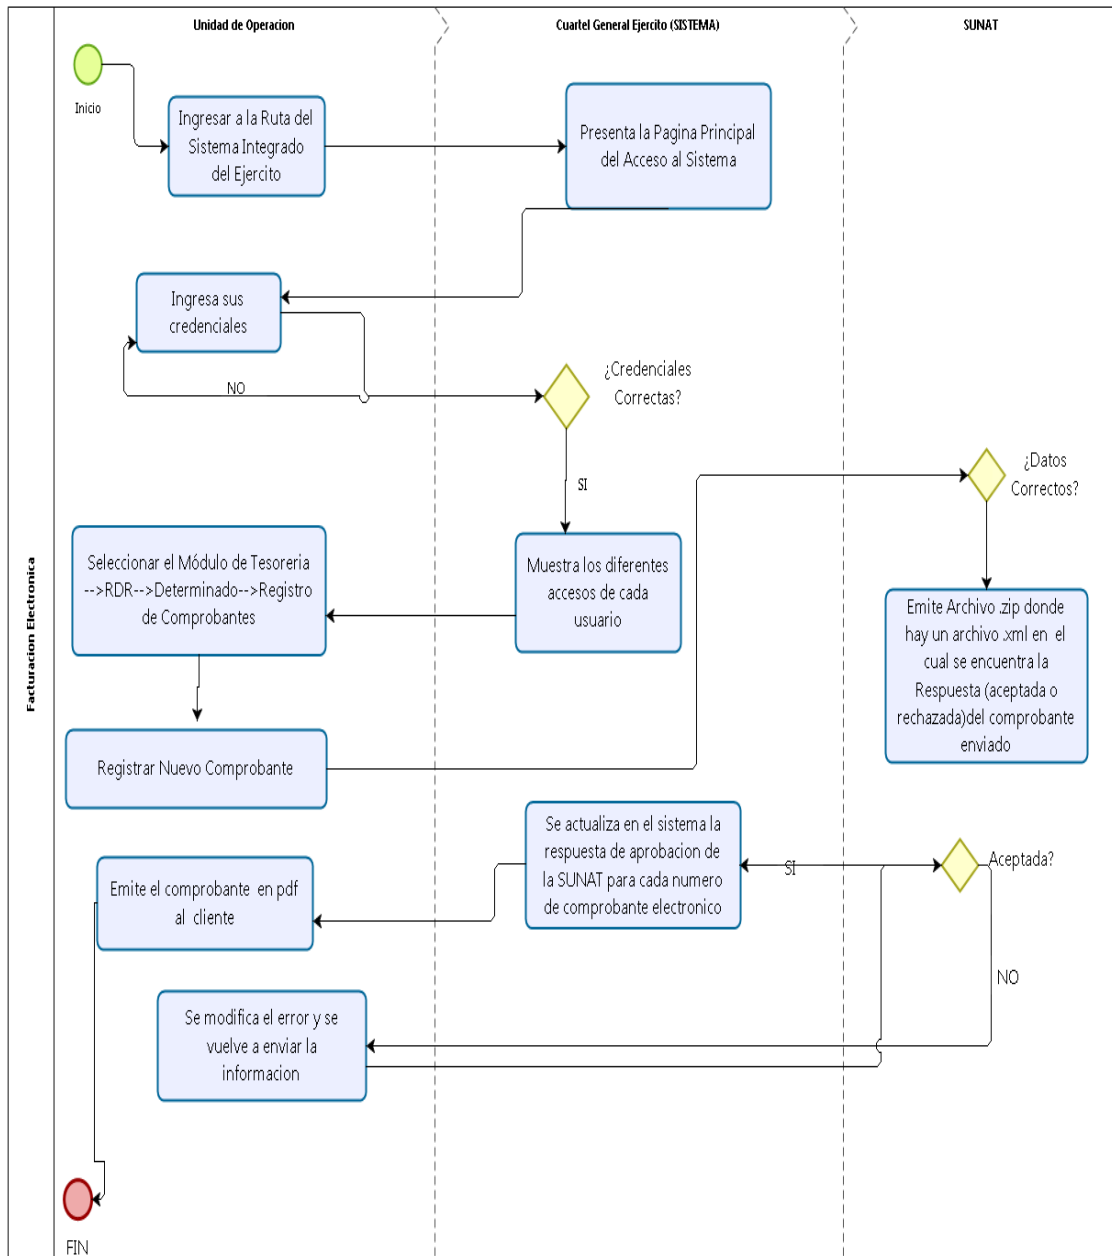 Unidad de Operacion
Cuartel General Ejercito (SISTEMA)
SUNAT
Facturacion Electronica
Inicio
Ingresar a la Ruta del
Sistema Integrado
del Ejercito
Presenta la Pagina Principal
del Acceso al Sistema
Ingresa sus
credenciales
NO
¿Credenciales
Correctas?
SI
¿Datos
Correctos?
Seleccionar el Módulo de Tesoreria
-->RDR-->Determinado-->Registro
de Comprobantes
Muestra los diferentes
accesos de cada
usuario
Emite Archivo .zip donde
hay un archivo .xml en el
cual se encuentra la
Respuesta (aceptada o
rechazada)del comprobante
enviado
Registrar Nuevo Comprobante
Se actualiza en el sistema la
respuesta de aprobacion de
la SUNAT para cada numero
de comprobante electronico
SI
Aceptada?
Emite el comprobante en pdf
al cliente
NO
Se modifica el error y se
vuelve a enviar la
informacion
FIN